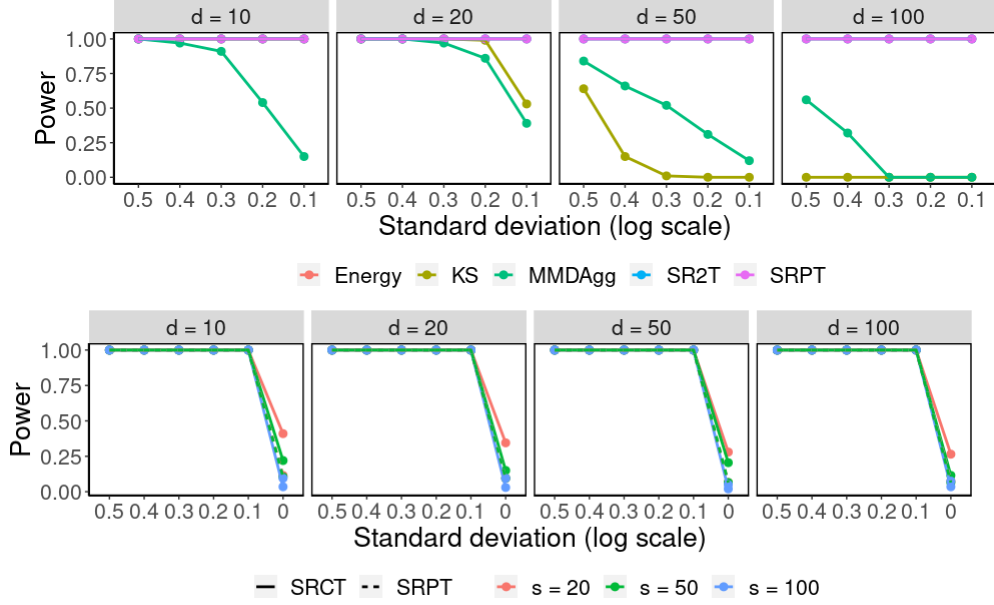 d = 10 d = 20 d = 50 d = 100
1.00
0.75
0.50
0.25
0.00
Power
0.5 0.4 0.3 0.2 0.1 0.5 0.4 0.3 0.2 0.1 0.5 0.4 0.3 0.2 0.1 0.5 0.4 0.3 0.2 0.1
Standard deviation (log scale)
Energy KS MMDAgg SR2T SRPT
d = 10 d = 20 d = 50 d = 100
1.00
0.75
0.50
0.25
0.00
Power
0.5 0.4 0.3 0.2 0.1 0 0.5 0.4 0.3 0.2 0.1 0 0.5 0.4 0.3 0.2 0.1 0 0.5 0.4 0.3 0.2 0.1 0
Standard deviation (log scale)
SRCT SRPT s = 20 s = 50 s = 100